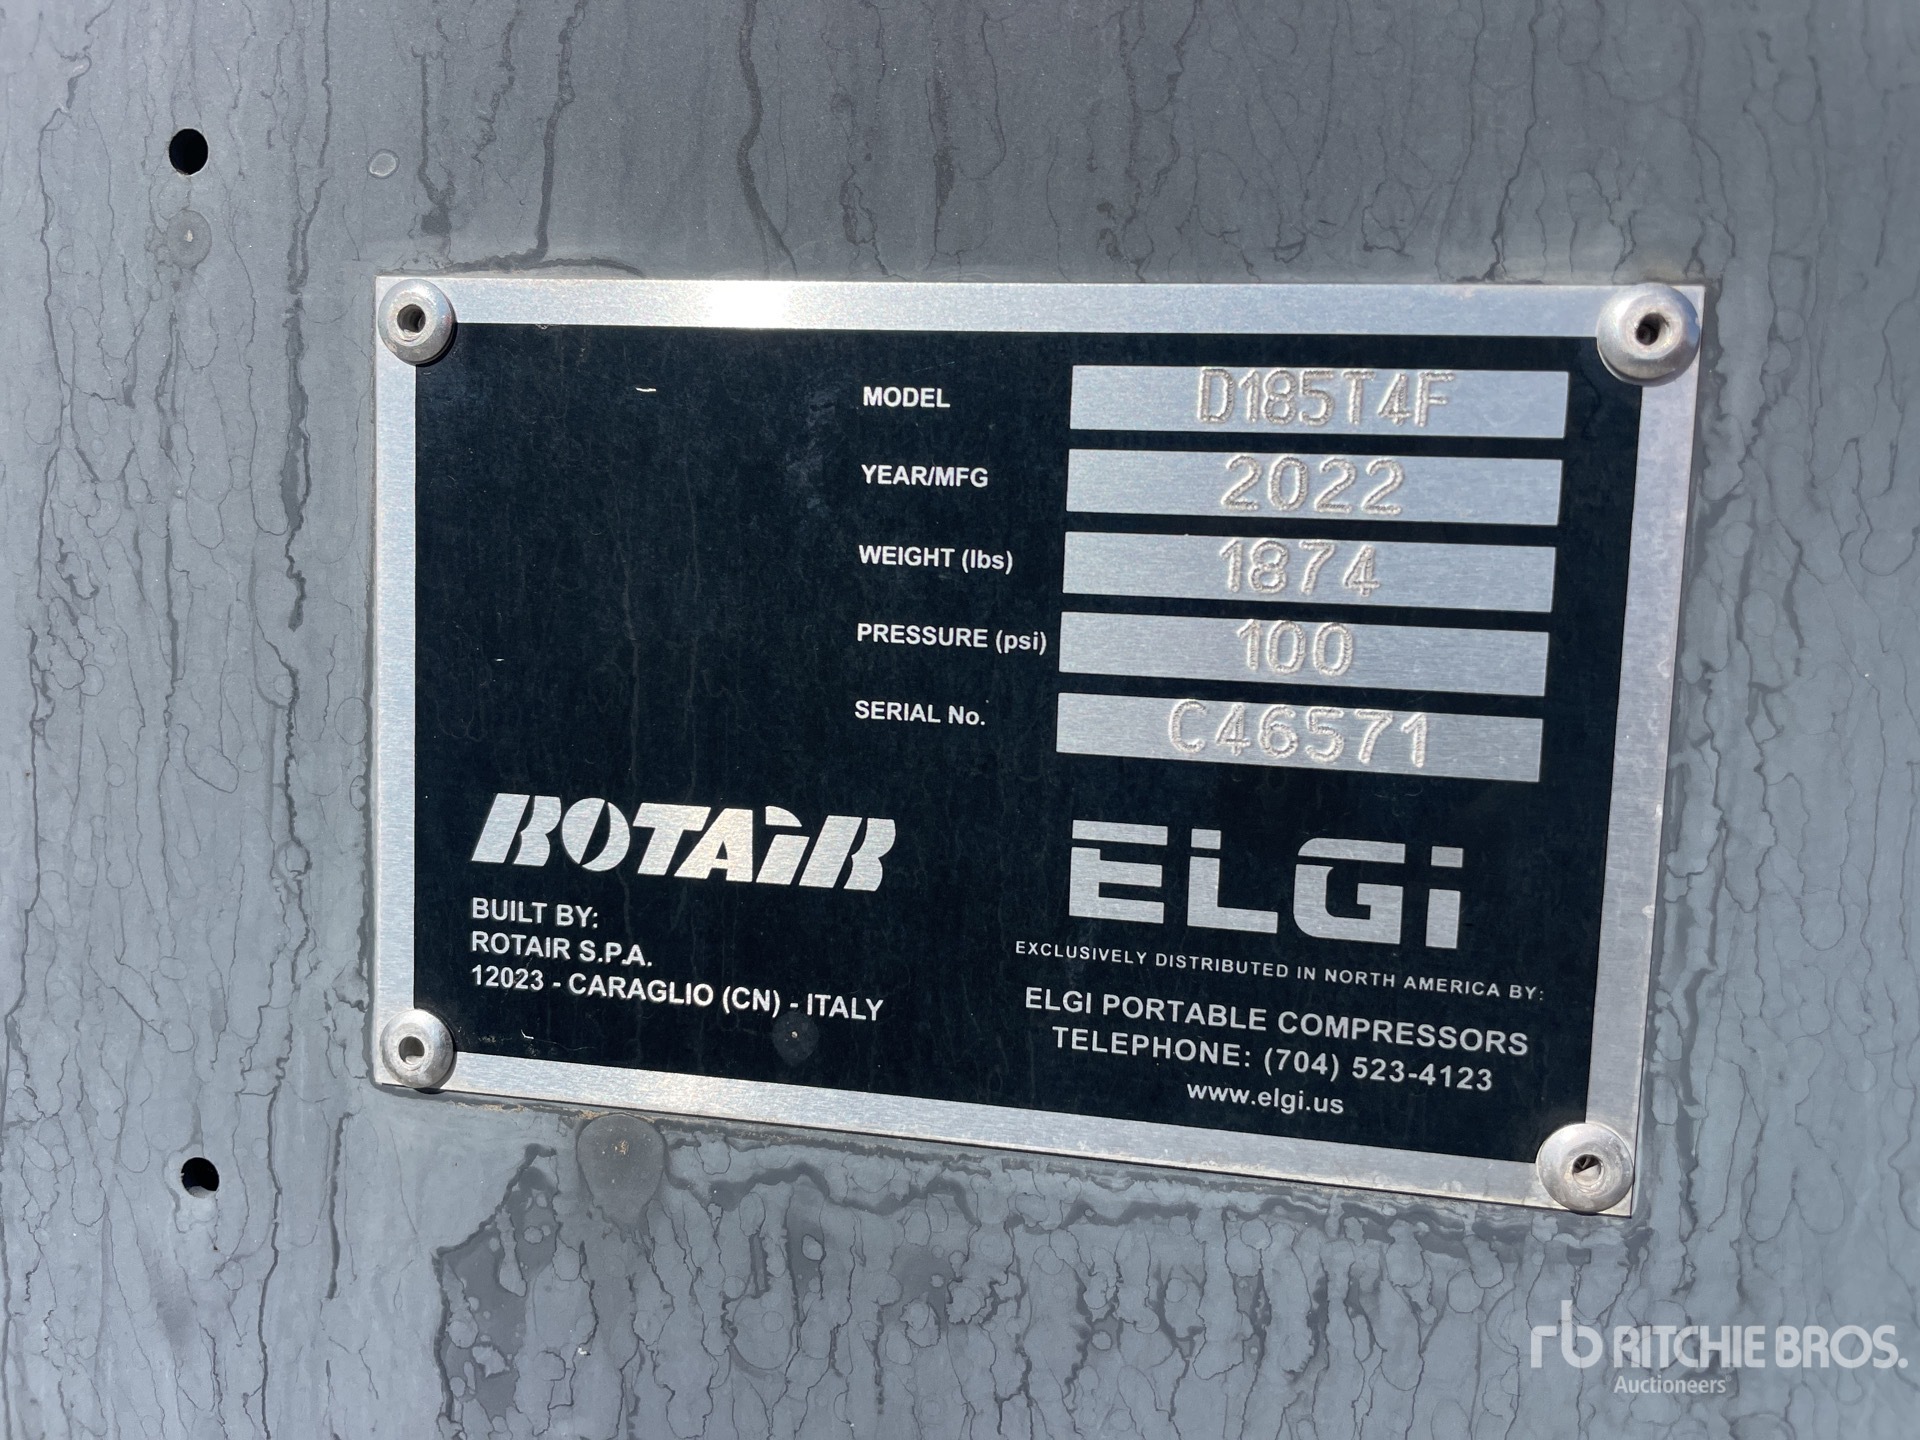 MODEL D185T4F
YEAR/MFG 2022
WEIGHT (lbs) 1874
PRESSURE (psi) 100
SERIAL No. C46571
ROTAIR
BUILT BY:
ROTAIR S.P.A.
12023 - CARAGLIO (CN) - ITALY
ELGi
EXCLUSIVELY DISTRIBUTED IN NORTH AMERICA BY:
ELGI PORTABLE COMPRESSORS
TELEPHONE: (704) 523-4123
www.elgi.us
rb RITCHIE BROS.
Auctioneers